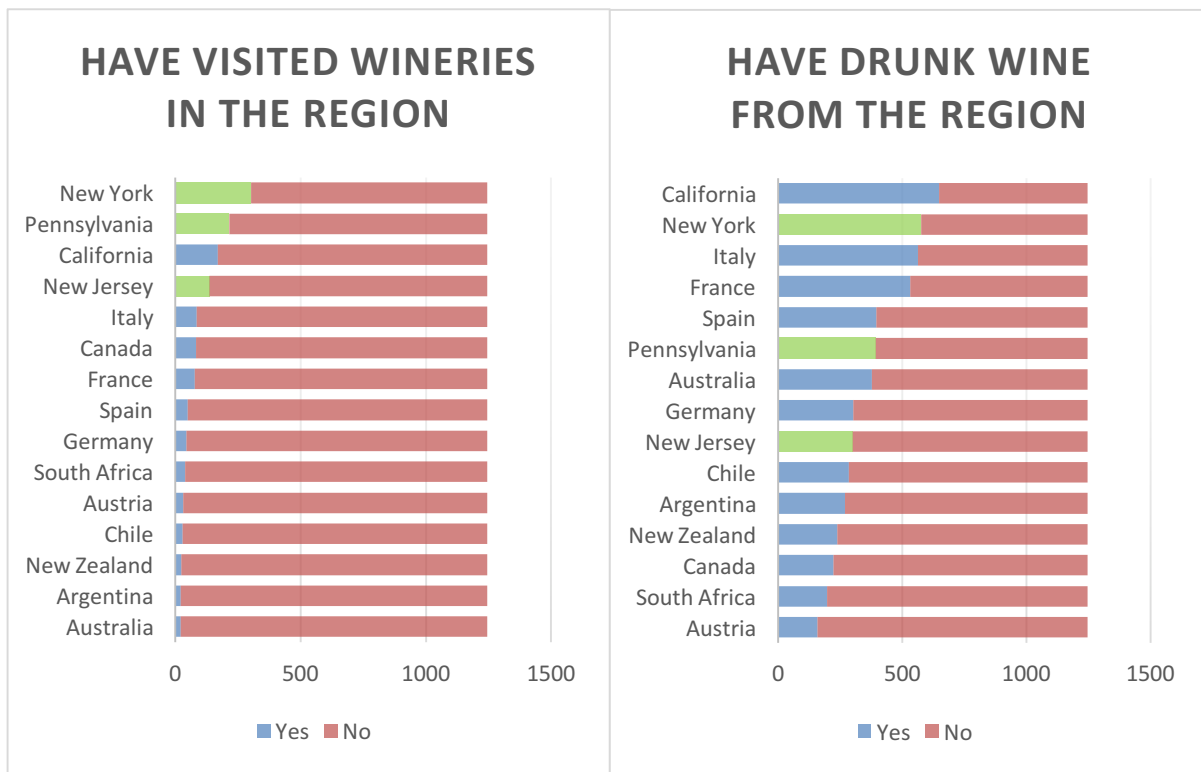 HAVE VISITED WINERIES
IN THE REGION
New York
Pennsylvania
California
New Jersey
Italy
Canada
France
Spain
Germany
South Africa
Austria
Chile
New Zealand
Argentina
Australia
0 500 1000 1500
Yes No
HAVE DRUNK WINE
FROM THE REGION
California
New York
Italy
France
Spain
Pennsylvania
Australia
Germany
New Jersey
Chile
Argentina
New Zealand
Canada
South Africa
Austria
0 500 1000 1500
Yes No